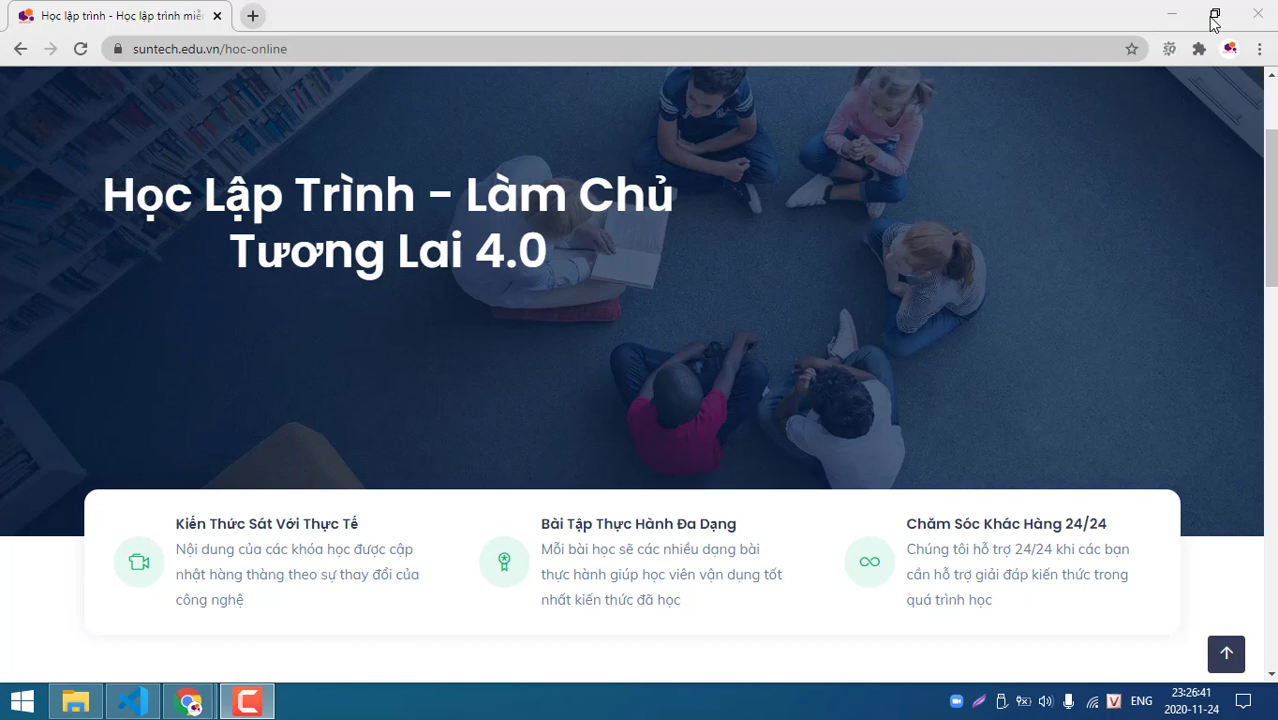 Học lập trình - Học lập trình miễ
suntech.edu.vn/hoc-online
Học Lập Trình - Làm Chủ
Tương Lai 4.0
Kiến Thức Sát Với Thực Tế
Nội dung của các khóa học được cập
nhật hàng thàng theo sự thay đổi của
công nghệ
Bài Tập Thực Hành Đa Dạng
Mỗi bài học sẽ các nhiều dạng bài
thực hành giúp học viên vận dụng tốt
nhất kiến thức đã học
Chăm Sóc Khác Hàng 24/24
Chúng tôi hỗ trợ 24/24 khi các bạn
cần hỗ trợ giải đáp kiến thức trong
quá trình học
V
ENG
23:26:41
2020-11-24